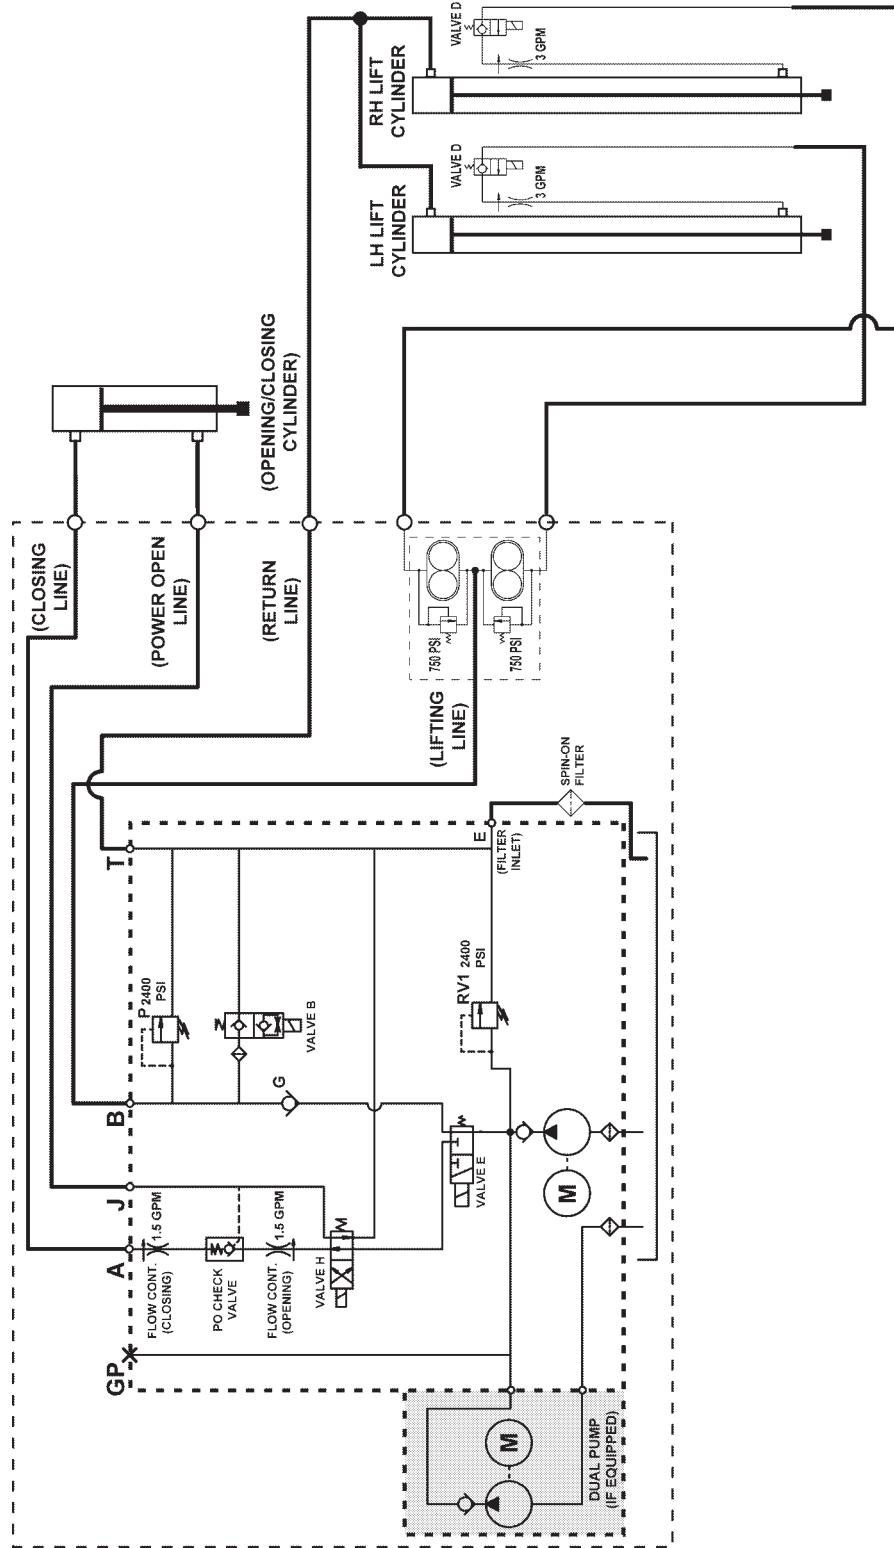 VALVE D
3 GPM
RH LIFT
CYLINDER
VALVE D
3 GPM
LH LIFT
CYLINDER
(OPENING/CLOSING
CYLINDER)
(CLOSING
LINE)
(POWER OPEN
LINE)
(RETURN
LINE)
750 PSI
750 PSI
(LIFTING
LINE)
SPIN-ON
FILTER
T
E
(FILTER
INLET)
P 2400
PSI
VALVE B
RV1 2400
PSI
B
G
J
VALVE E
M
A
1.5 GPM
FLOW CONT.
(CLOSING)
PO CHECK
VALVE
1.5 GPM
FLOW CONT.
(OPENING)
VALVE H
GP
M
DUAL PUMP
(IF EQUIPPED)